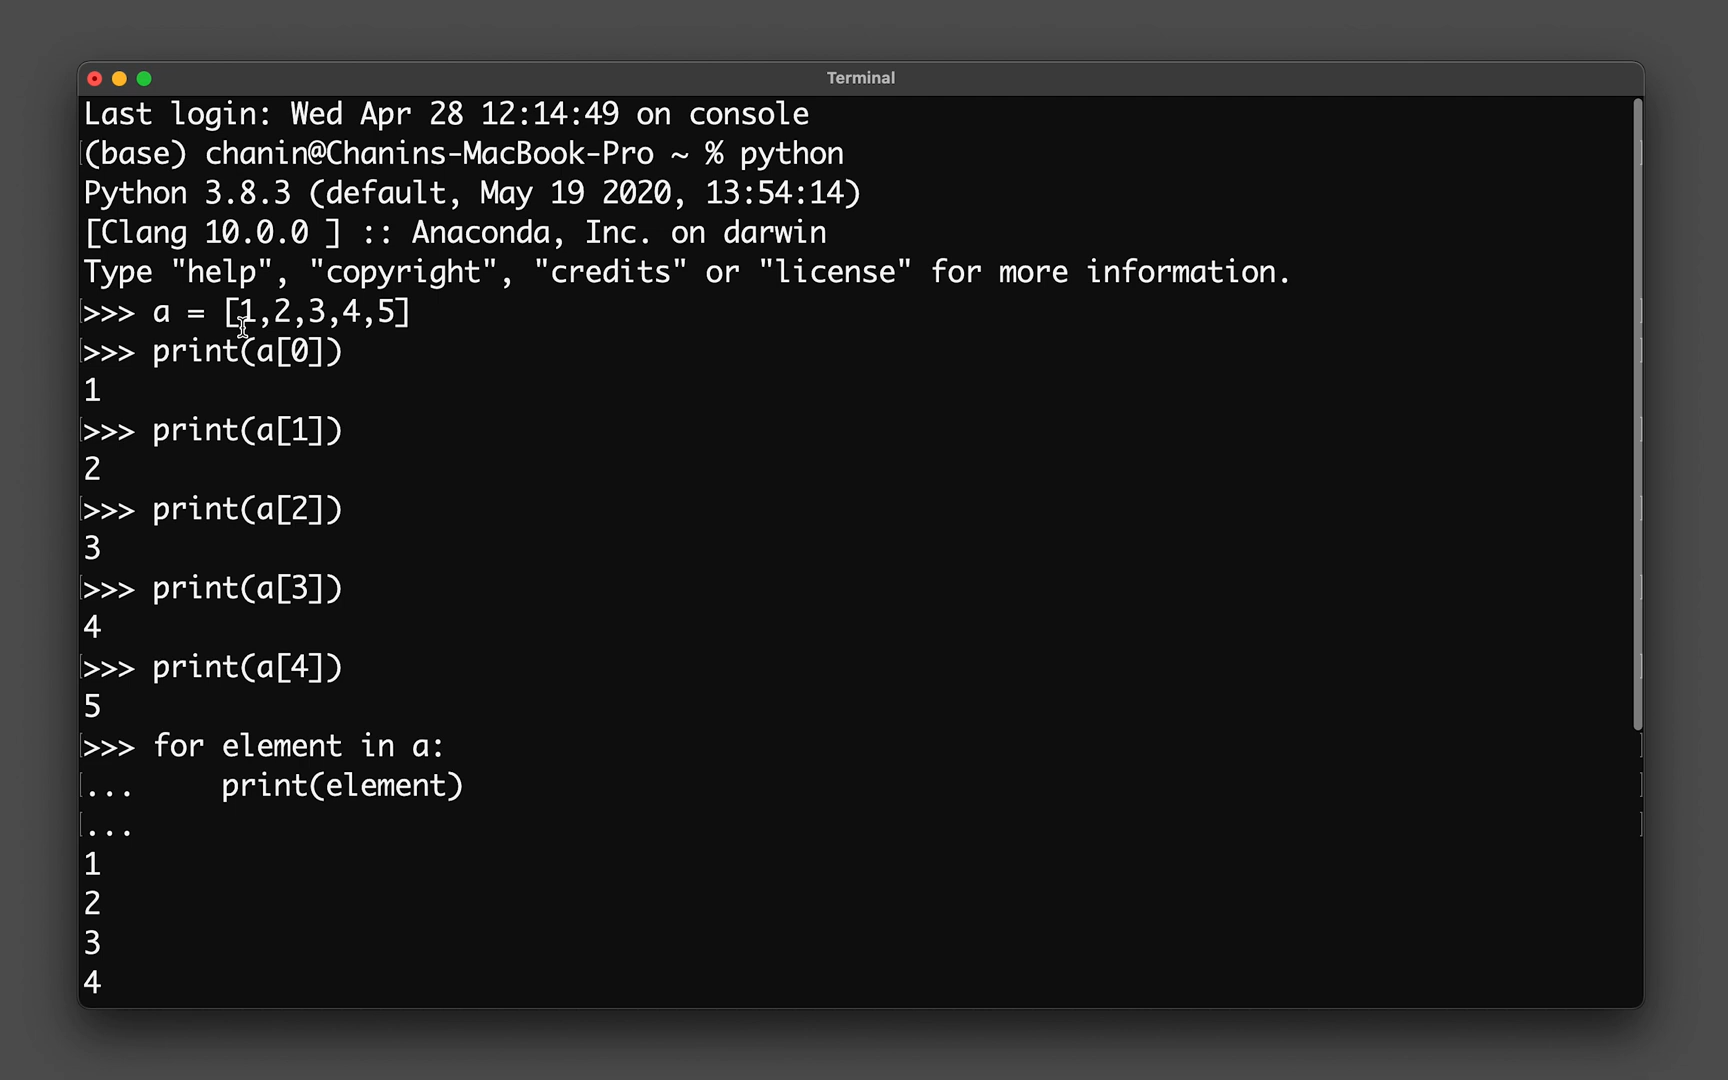 Terminal
Last login: Wed Apr 28 12:14:49 on console
(base) chanin@Chanins-MacBook-Pro ~ % python
Python 3.8.3 (default, May 19 2020, 13:54:14)
[Clang 10.0.0 ] :: Anaconda, Inc. on darwin
Type "help", "copyright", "credits" or "license" for more information.
>>> a = [1,2,3,4,5]
>>> print(a[0])
1
>>> print(a[1])
2
>>> print(a[2])
3
>>> print(a[3])
4
>>> print(a[4])
5
>>> for element in a:
...     print(element)
...
1
2
3
4